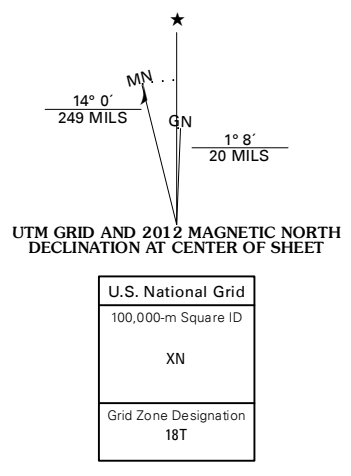 ★
MN
GN
14° 0´
249 MILS
1° 8´
20 MILS
UTM GRID AND 2012 MAGNETIC NORTH
DECLINATION AT CENTER OF SHEET
U.S. National Grid
100,000-m Square ID
XN
Grid Zone Designation
18T